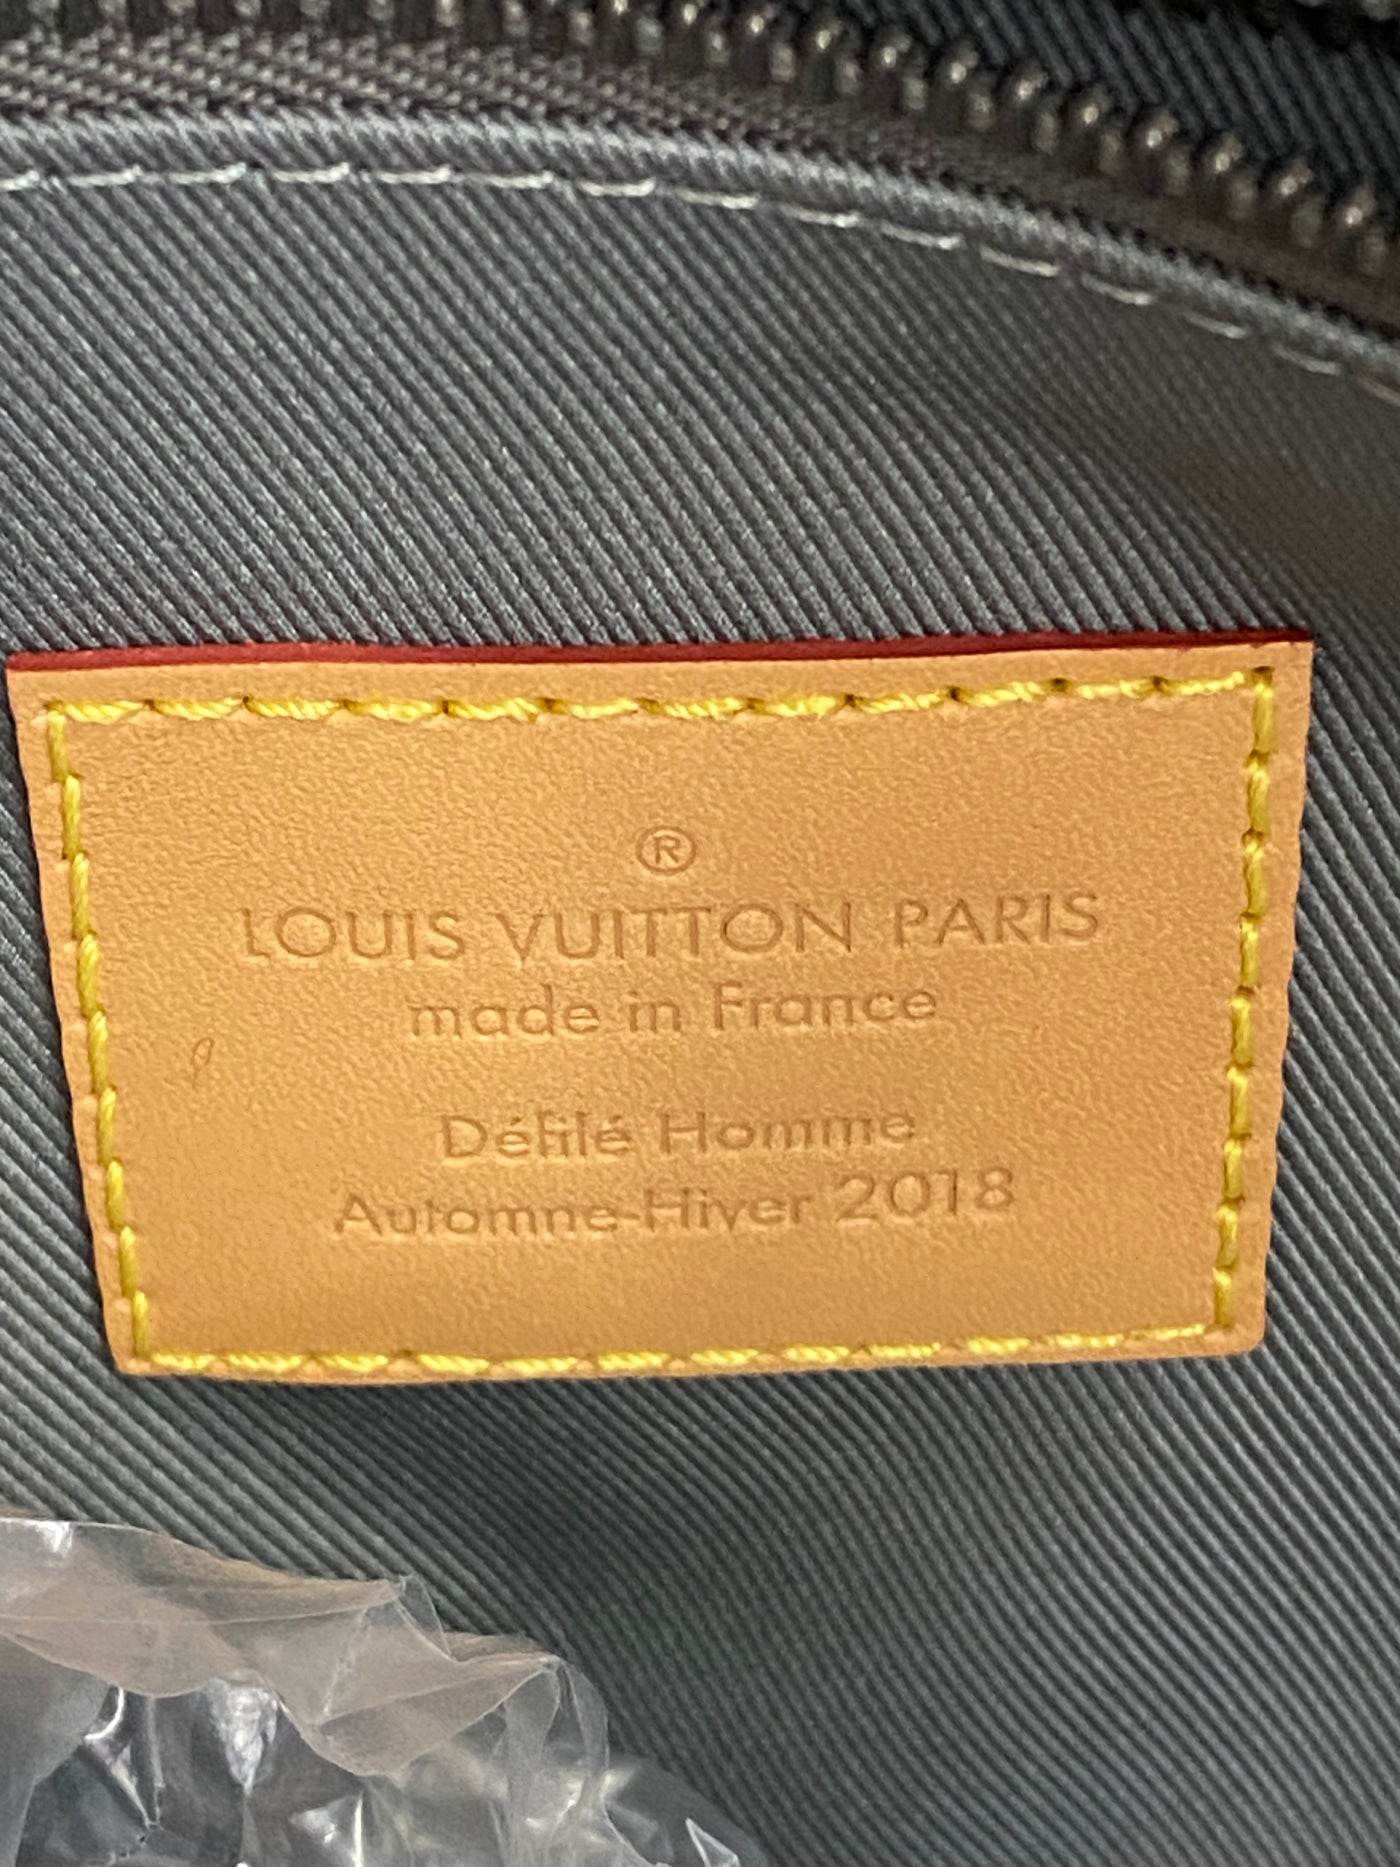 ®
LOUIS VUITTON PARIS
made in France
Défilé Homme
Automne-Hiver 2018